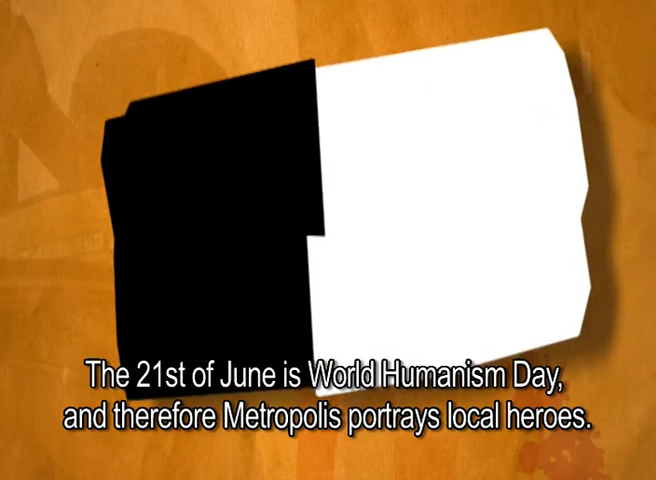 The 21st of June is World Humanism Day,
and therefore Metropolis portrays local heroes.